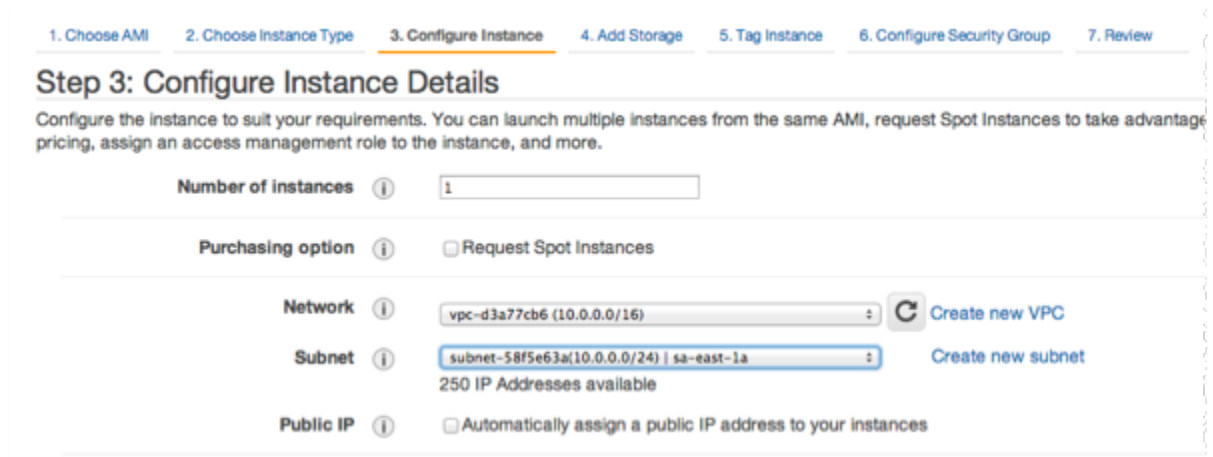 1. Choose AMI 2. Choose Instance Type 3. Configure Instance 4. Add Storage 5. Tag Instance 6. Configure Security Group 7. Review
Step 3: Configure Instance Details
Configure the instance to suit your requirements. You can launch multiple instances from the same AMI, request Spot Instances to take advantage
pricing, assign an access management role to the instance, and more.
Number of instances 1
Purchasing option Request Spot Instances
Network vpc-d3a77cb6 (10.0.0.0/16) Create new VPC
Subnet subnet-58f5e63a(10.0.0.0/24) | sa-east-1a Create new subnet
250 IP Addresses available
Public IP Automatically assign a public IP address to your instances